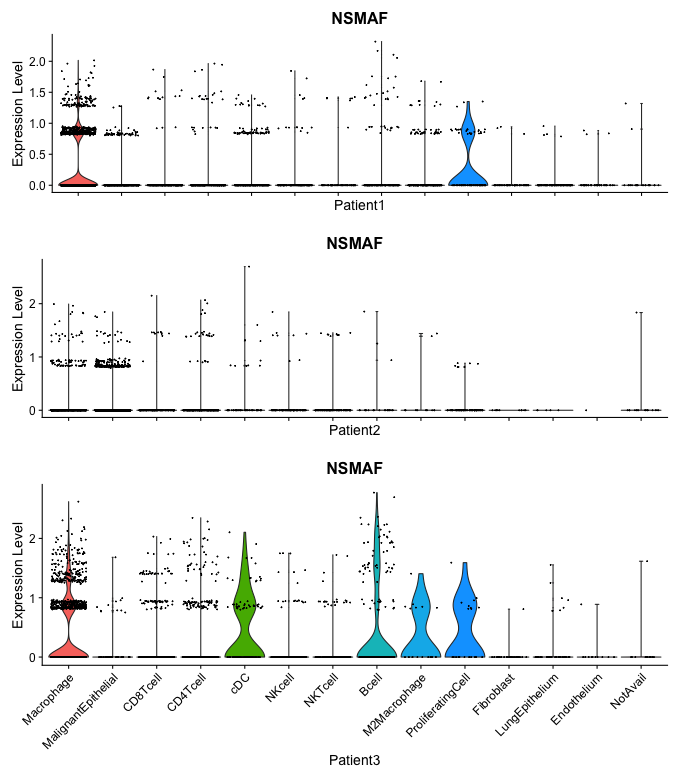 NSMAF
Expression Level
2.0
1.5
1.0
0.5
0.0
Patient1
NSMAF
Expression Level
2
1
0
Patient2
NSMAF
Expression Level
2
1
0
Macrophage
MalignantEpithelial
CD8Tcell
CD4Tcell
cDC
NKcell
NKTcell
Bcell
M2Macrophage
ProliferatingCell
Fibroblast
LungEpithelium
Endothelium
NotAvail
Patient3